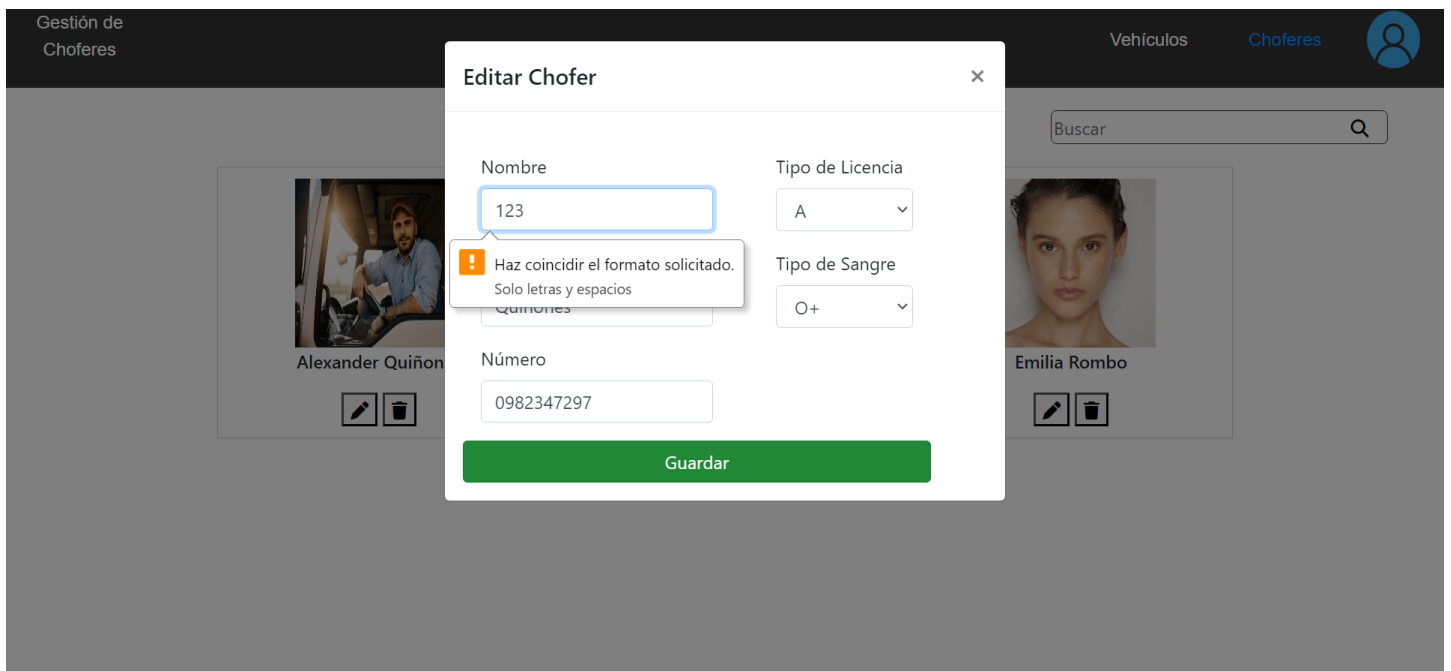 Gestión de
Choferes
Vehículos
Choferes
Editar Chofer
×
Buscar
Nombre
123
Haz coincidir el formato solicitado.
Solo letras y espacios
Quiñones
Número
0982347297
Tipo de Licencia
A
Tipo de Sangre
O+
Guardar
Alexander Quiñon
Emilia Rombo